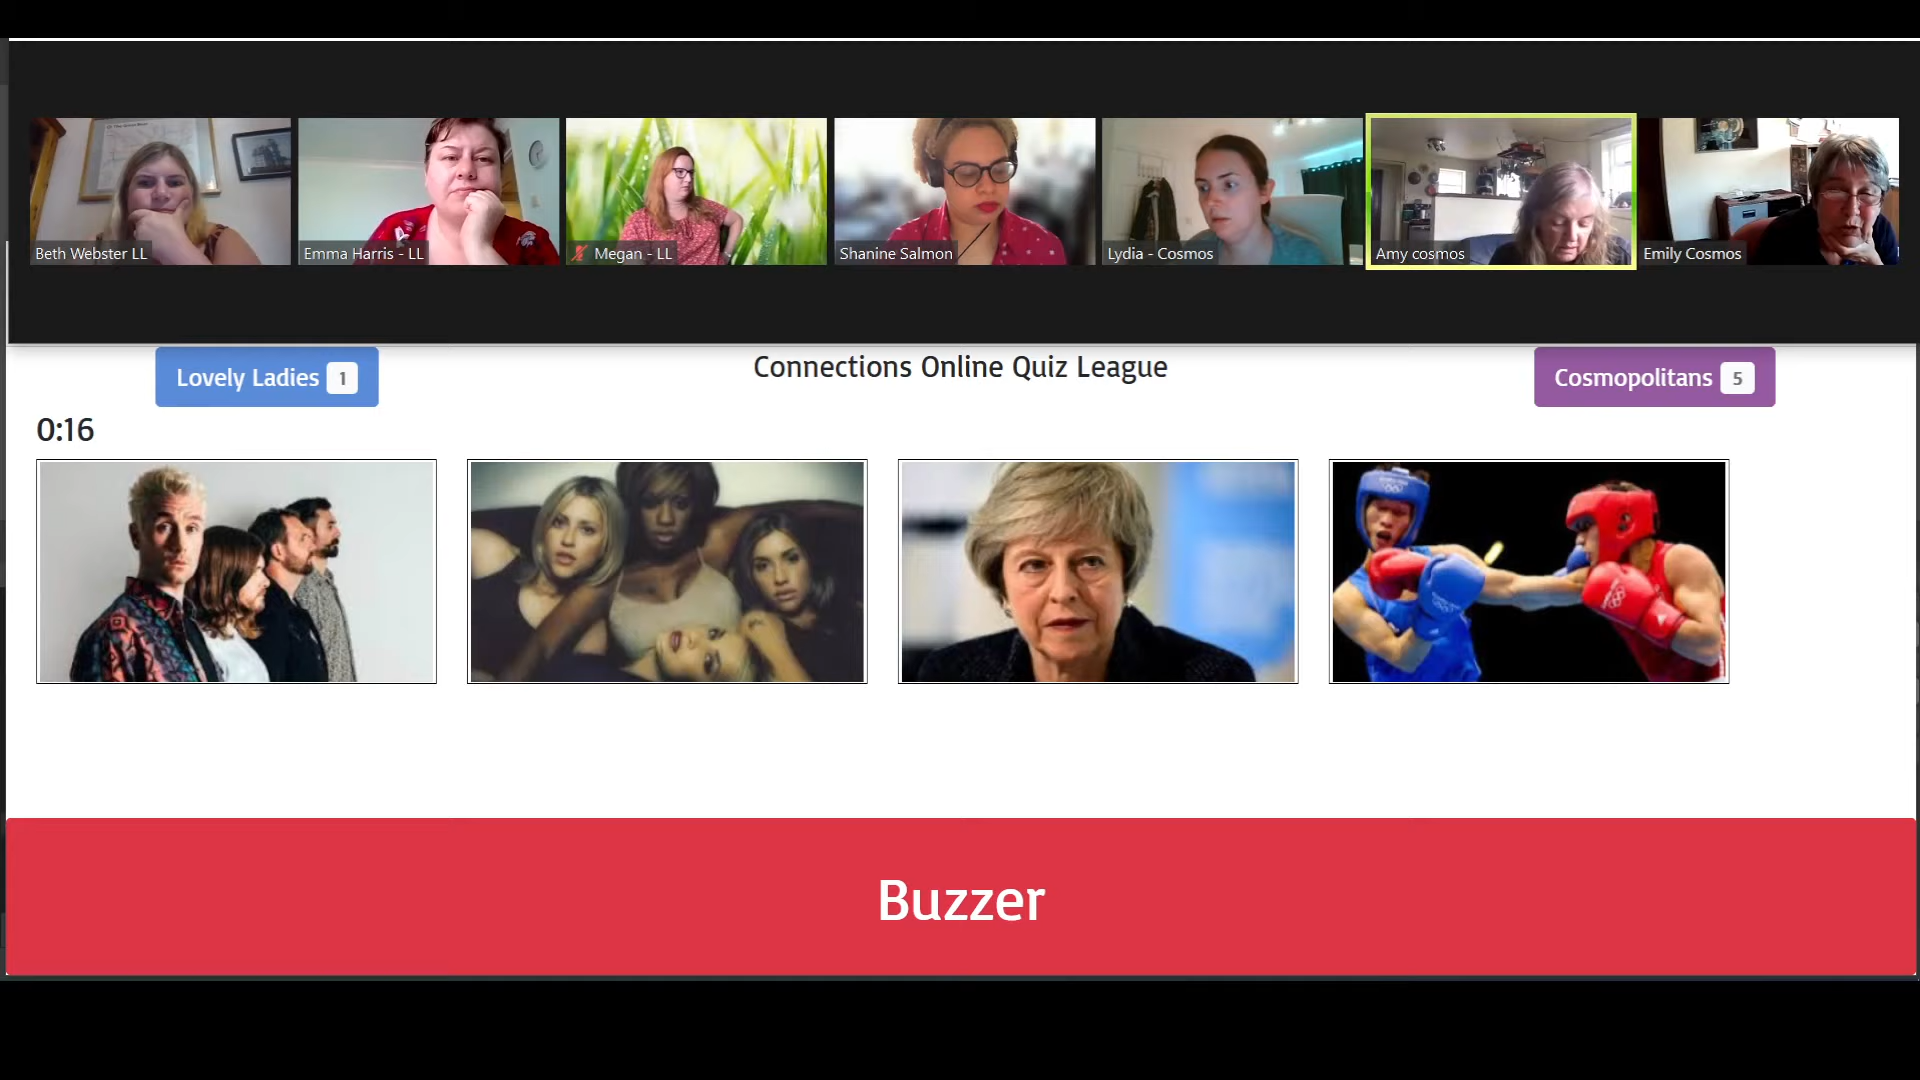 Beth Webster LL
Emma Harris - LL
Megan - LL
Shanine Salmon
Lydia - Cosmos
Amy cosmos
Emily Cosmos
Lovely Ladies 1
Connections Online Quiz League
Cosmopolitans 5
0:16
Buzzer